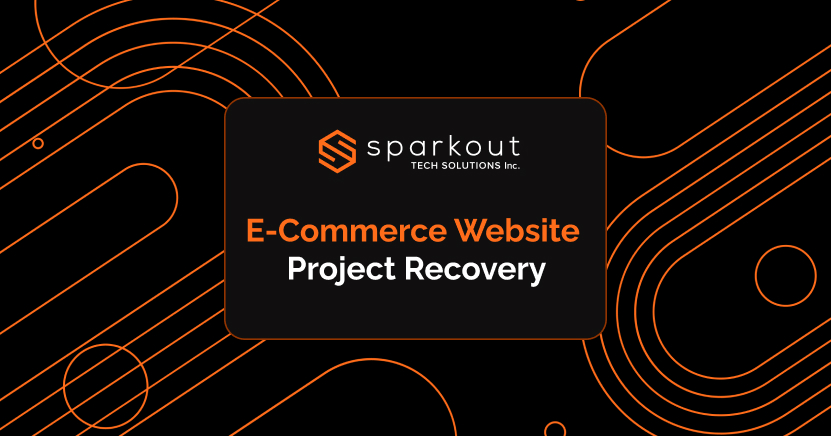 sparkout
TECH SOLUTIONS Inc.
E-Commerce Website
Project Recovery